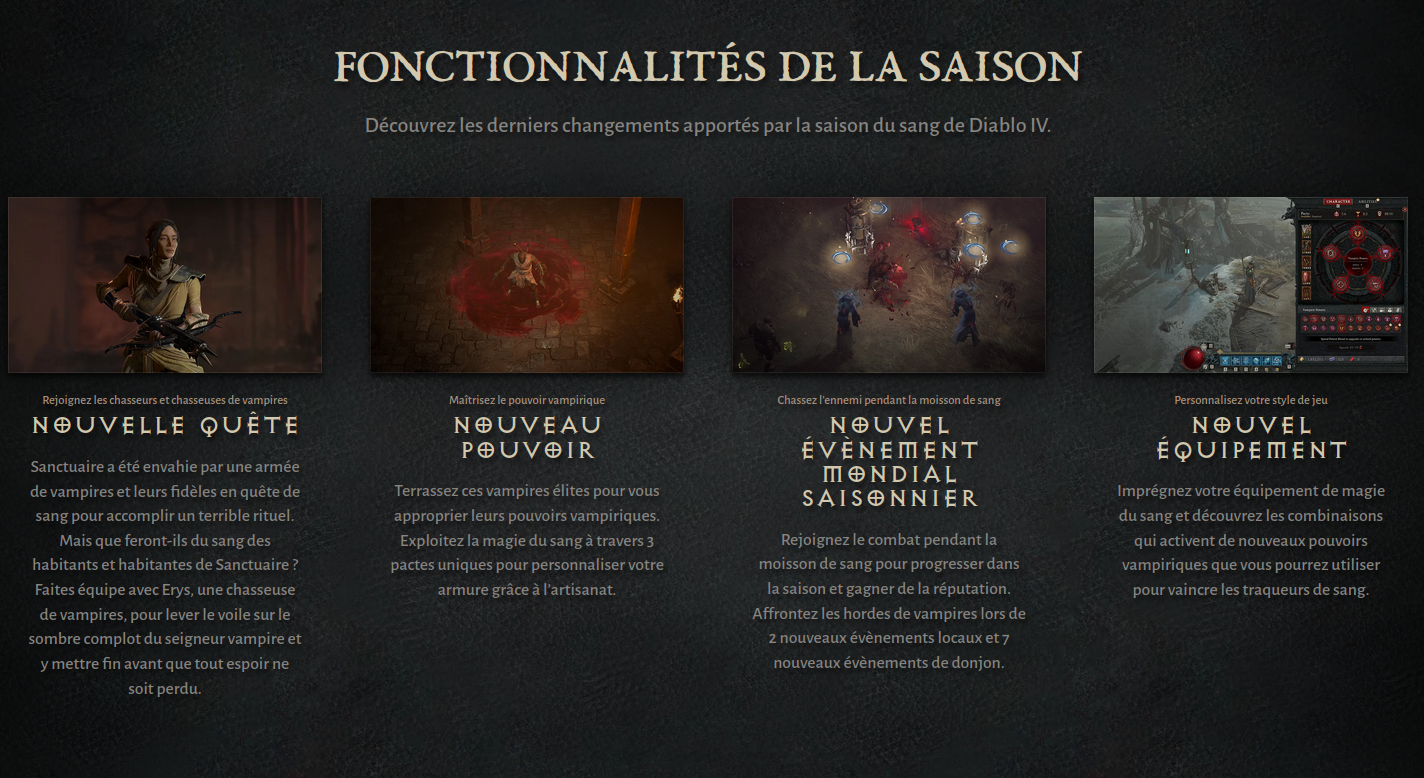 FONCTIONNALITÉS DE LA SAISON
Découvrez les derniers changements apportés par la saison du sang de Diablo IV.
Rejoignez les chasseurs et chasseuses de vampires
NOUVELLE QUÊTE
Sanctuaire a été envahie par une armée
de vampires et leurs fidèles en quête de
sang pour accomplir un terrible rituel.
Mais que feront-ils du sang des
habitants et habitantes de Sanctuaire ?
Faites équipe avec Erys, une chasseuse
de vampires, pour lever le voile sur le
sombre complot du seigneur vampire et
y mettre fin avant que tout espoir ne
soit perdu.
Maîtrisez le pouvoir vampirique
NOUVEAU
POUVOIR
Terrassez ces vampires élites pour vous
approprier leurs pouvoirs vampiriques.
Exploitez la magie du sang à travers 3
pactes uniques pour personnaliser votre
armure grâce à l'artisanat.
Chassez l'ennemi pendant la moisson de sang
NOUVEL
ÉVÈNEMENT
MONDIAL
SAISONNIER
Rejoignez le combat pendant la
moisson de sang pour progresser dans
la saison et gagner de la réputation.
Affrontez les hordes de vampires lors de
2 nouveaux évènements locaux et 7
nouveaux évènements de donjon.
CHARACTER
Personnalisez votre style de jeu
NOUVEL
ÉQUIPEMENT
Imprégnez votre équipement de magie
du sang et découvrez les combinaisons
qui activent de nouveaux pouvoirs
vampiriques que vous pourrez utiliser
pour vaincre les traqueurs de sang.